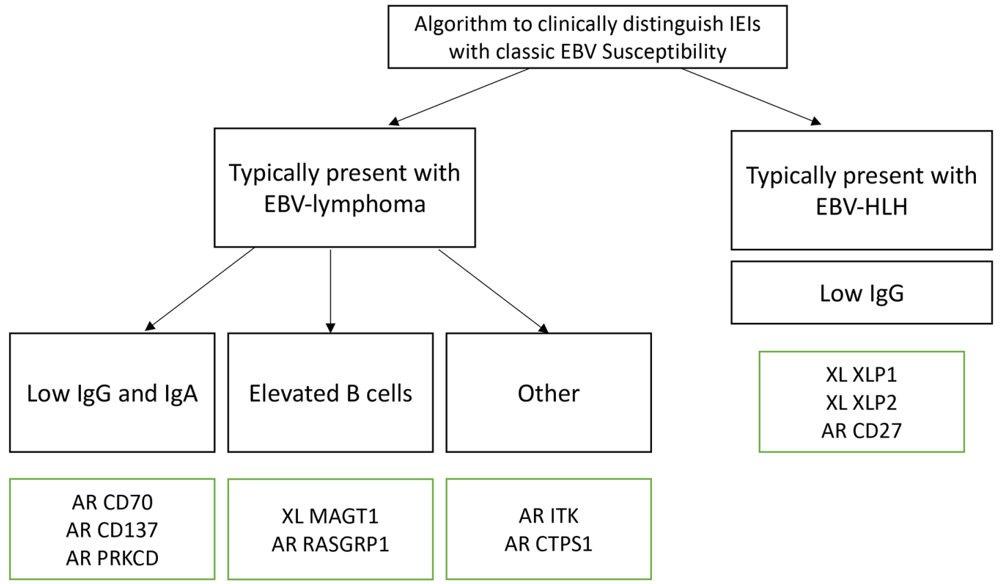 Algorithm to clinically distinguish IEIs
with classic EBV Susceptibility
Typically present with
EBV-lymphoma
Typically present with
EBV-HLH
Low IgG
Low IgG and IgA
Elevated B cells
Other
XL XLP1
XL XLP2
AR CD27
AR CD70
AR CD137
AR PRKCD
XL MAGT1
AR RASGRP1
AR ITK
AR CTPS1